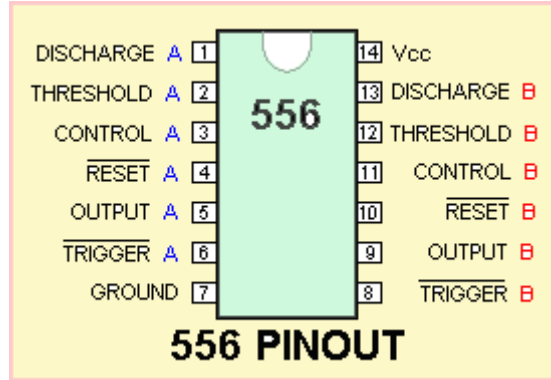 DISCHARGE A 1 14 Vcc
THRESHOLD A 2 13 DISCHARGE B
556
CONTROL A 3 12 THRESHOLD B
RESET A 4 11 CONTROL B
OUTPUT A 5 10 RESET B
TRIGGER A 6 9 OUTPUT B
GROUND 7 8 TRIGGER B
556 PINOUT